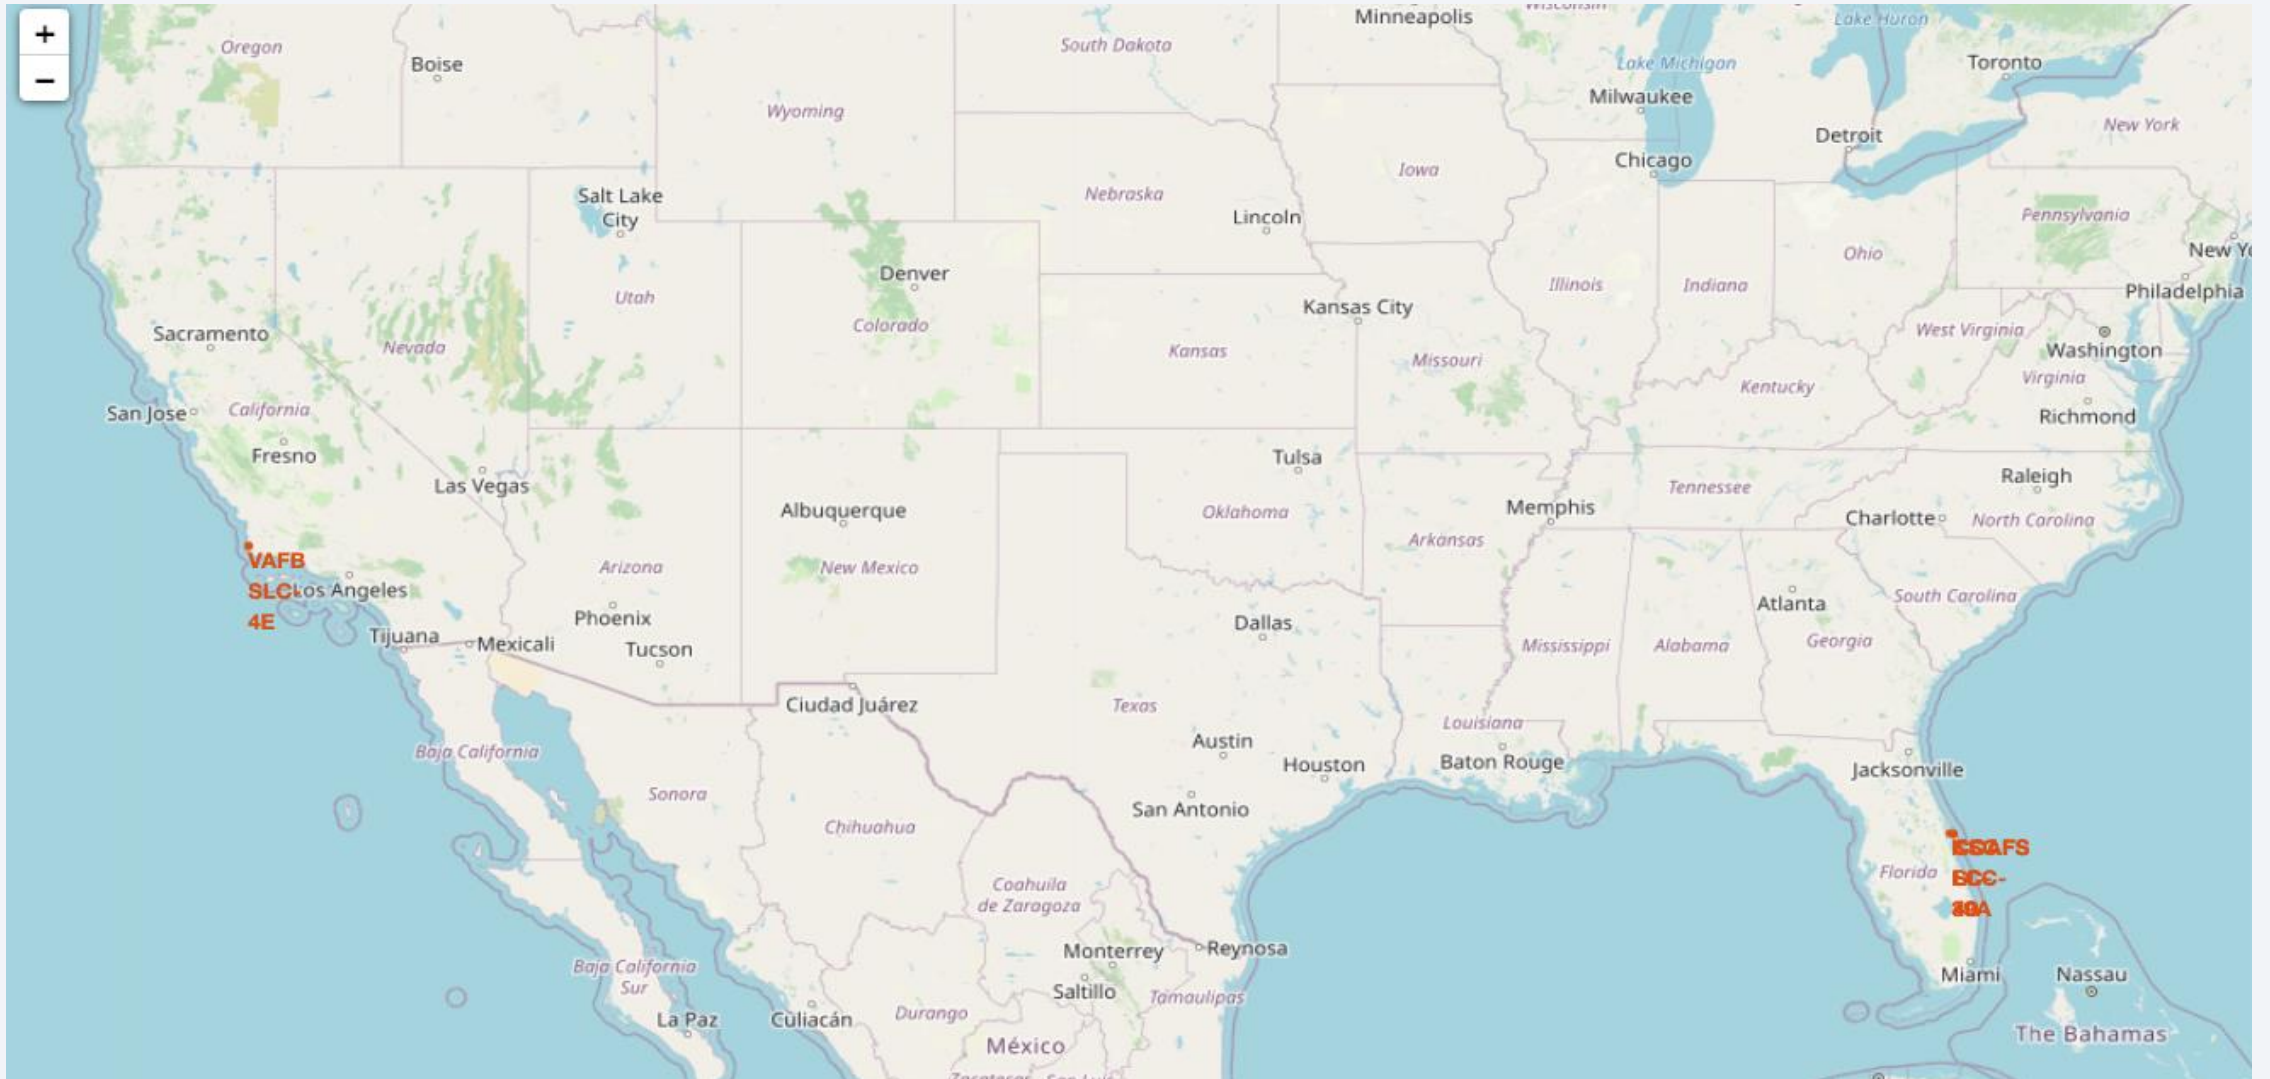 +
−
Oregon
Boise
South Dakota
Minneapolis
Wisconsin
Lake Huron
Toronto
Lake Michigan
Wyoming
Milwaukee
Detroit
New York
Chicago
Iowa
Salt Lake
City
Nebraska
Lincoln
Pennsylvania
New Yo
Denver
Ohio
Utah
Illinois
Indiana
Philadelphia
Kansas City
Colorado
Sacramento
Nevada
Kansas
Missouri
West Virginia
Washington
Virginia
Kentucky
San Jose
California
Richmond
Fresno
Las Vegas
Tulsa
Raleigh
Tennessee
Albuquerque
Oklahoma
Memphis
Charlotte
North Carolina
Arkansas
VAFB
SLC-
4E
Los Angeles
Arizona
New Mexico
Phoenix
Dallas
Atlanta
South Carolina
Tijuana
Mexicali
Tucson
Mississippi
Alabama
Georgia
Ciudad Juárez
Texas
Louisiana
Baja California
Austin
Houston
Baton Rouge
Jacksonville
Sonora
San Antonio
Chihuahua
Florida
Coahuila
de Zaragoza
Monterrey
Reynosa
Baja California
Sur
Saltillo
Tamaulipas
Miami
Nassau
La Paz
Culiacán
Durango
México
The Bahamas
Zacatecas
San Luis